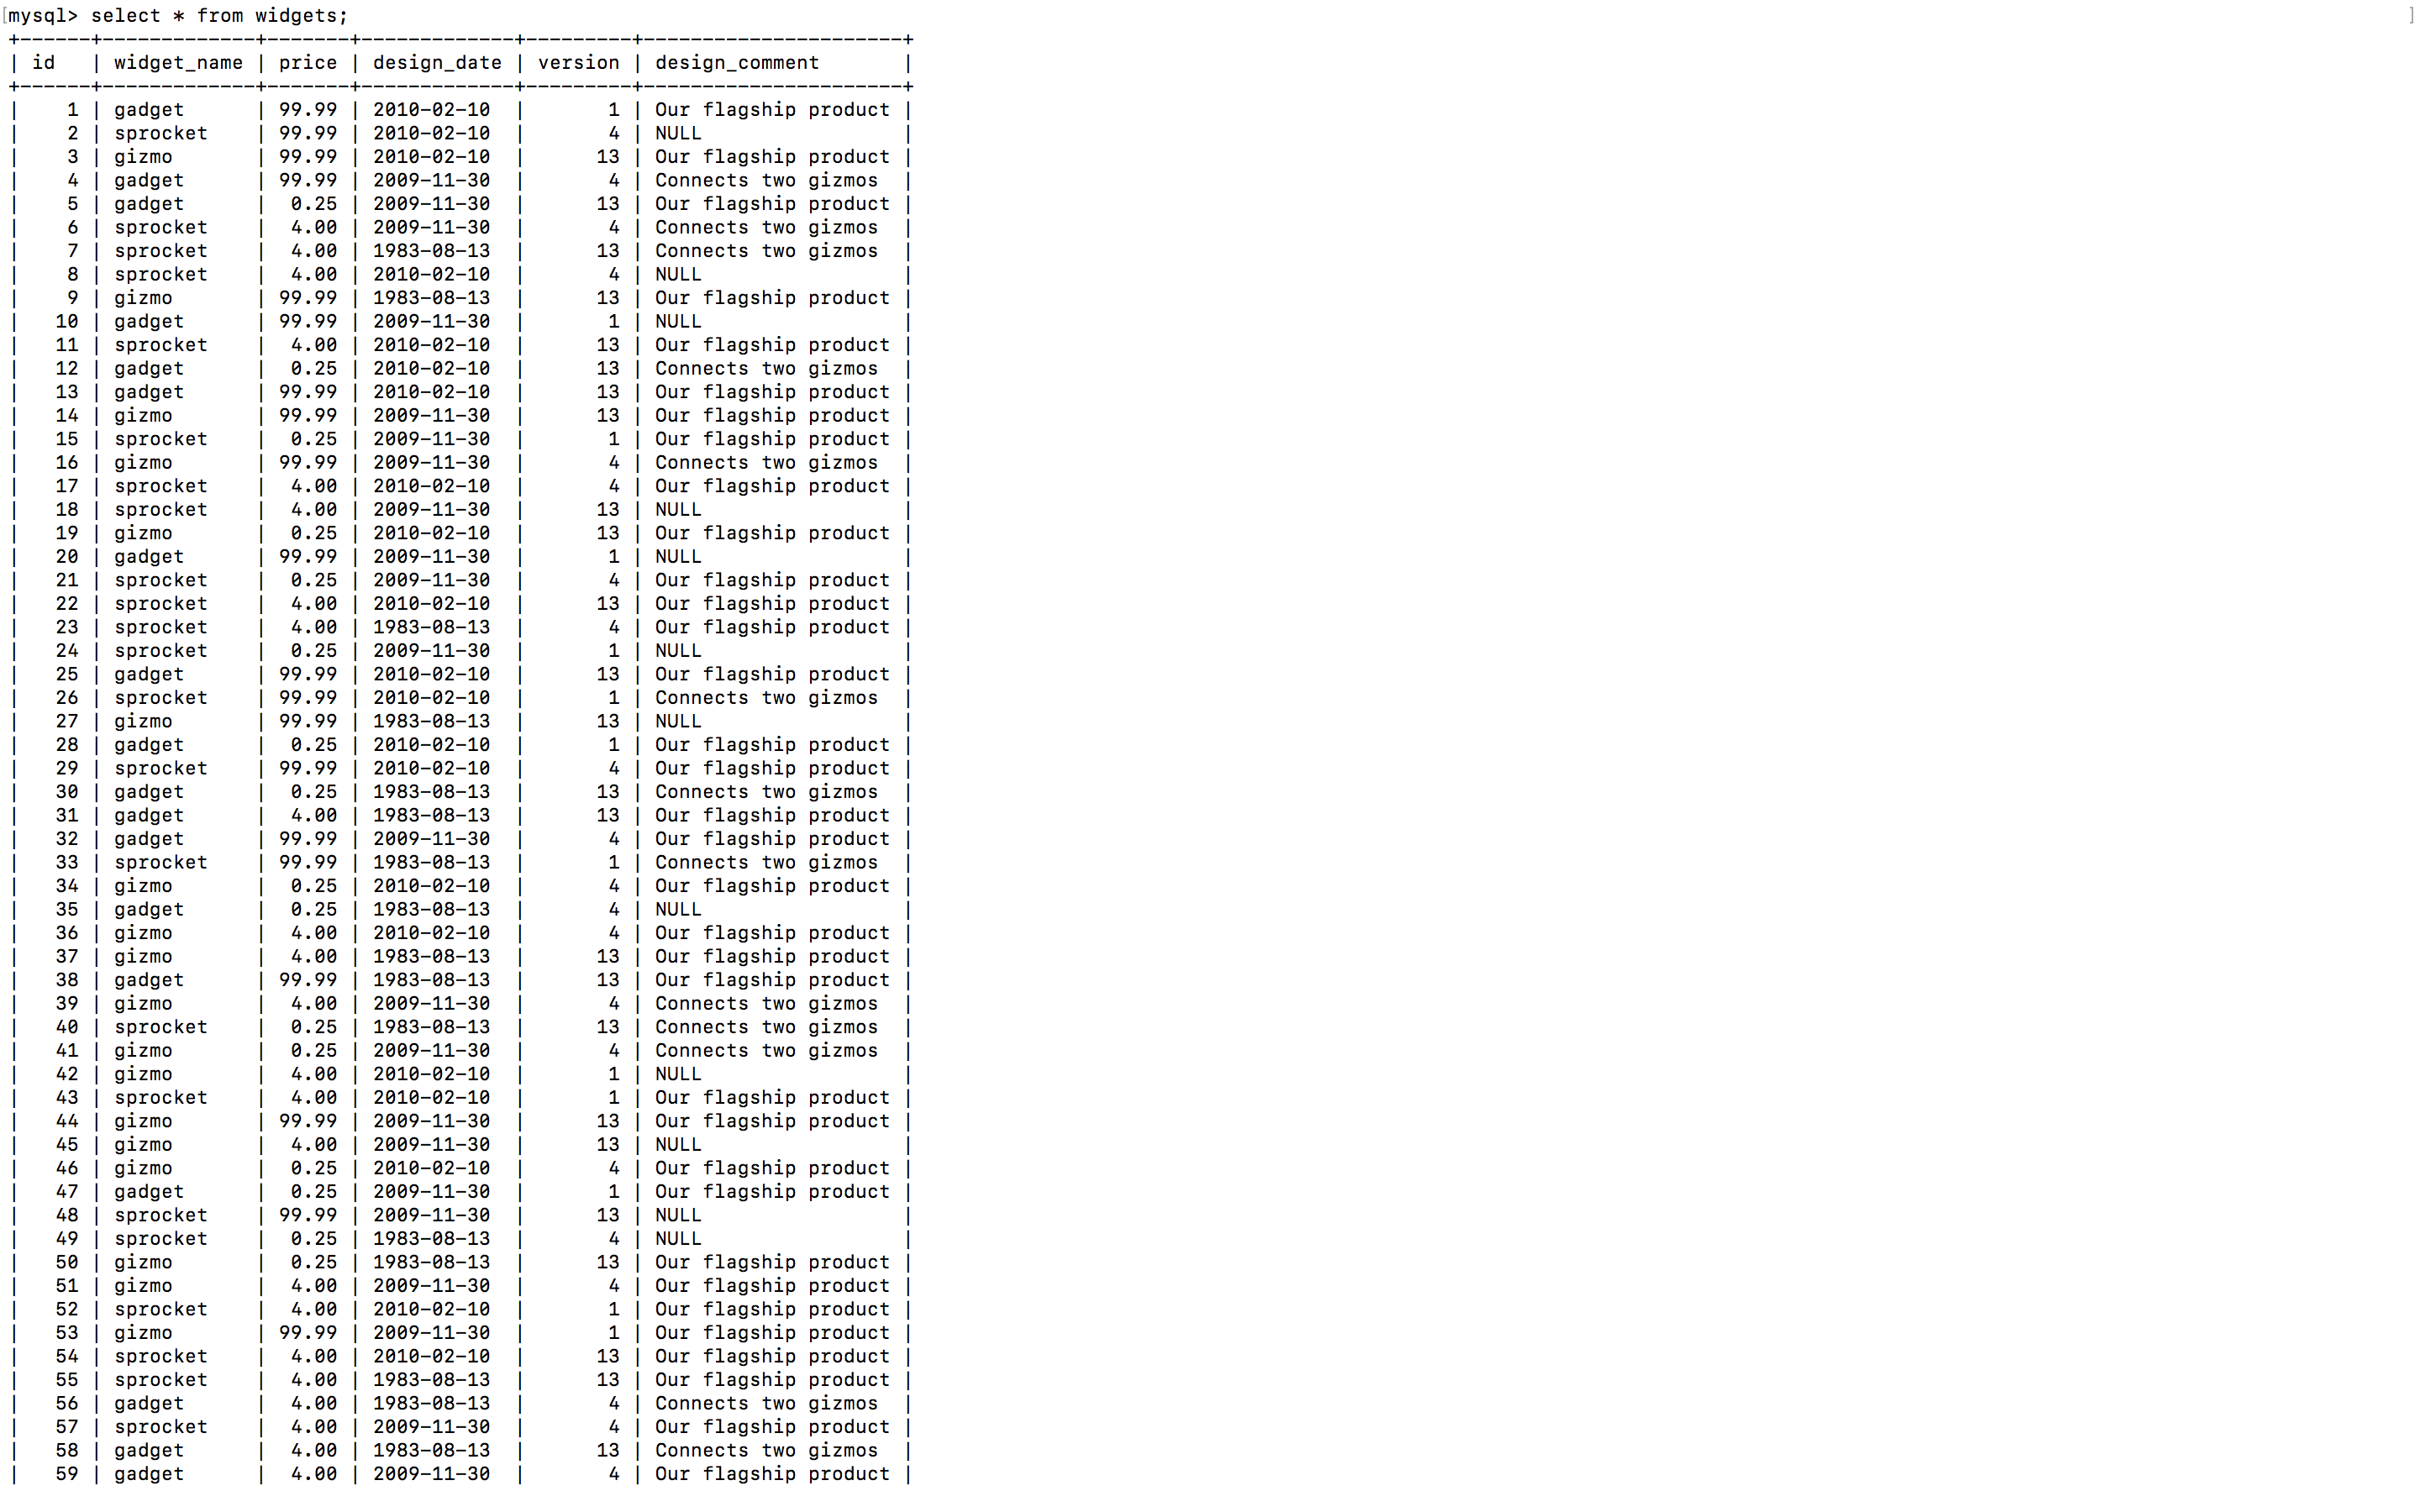 [mysql> select * from widgets; ]
+------+-------------+-------+-------------+---------+----------------------+
| id   | widget_name | price | design_date | version | design_comment       |
+------+-------------+-------+-------------+---------+----------------------+
|    1 | gadget      | 99.99 | 2010-02-10  |       1 | Our flagship product |
|    2 | sprocket    | 99.99 | 2010-02-10  |       4 | NULL                 |
|    3 | gizmo       | 99.99 | 2010-02-10  |      13 | Our flagship product |
|    4 | gadget      | 99.99 | 2009-11-30  |       4 | Connects two gizmos  |
|    5 | gadget      |  0.25 | 2009-11-30  |      13 | Our flagship product |
|    6 | sprocket    |  4.00 | 2009-11-30  |       4 | Connects two gizmos  |
|    7 | sprocket    |  4.00 | 1983-08-13  |      13 | Connects two gizmos  |
|    8 | sprocket    |  4.00 | 2010-02-10  |       4 | NULL                 |
|    9 | gizmo       | 99.99 | 1983-08-13  |      13 | Our flagship product |
|   10 | gadget      | 99.99 | 2009-11-30  |       1 | NULL                 |
|   11 | sprocket    |  4.00 | 2010-02-10  |      13 | Our flagship product |
|   12 | gadget      |  0.25 | 2010-02-10  |      13 | Connects two gizmos  |
|   13 | gadget      | 99.99 | 2010-02-10  |      13 | Our flagship product |
|   14 | gizmo       | 99.99 | 2009-11-30  |      13 | Our flagship product |
|   15 | sprocket    |  0.25 | 2009-11-30  |       1 | Our flagship product |
|   16 | gizmo       | 99.99 | 2009-11-30  |       4 | Connects two gizmos  |
|   17 | sprocket    |  4.00 | 2010-02-10  |       4 | Our flagship product |
|   18 | sprocket    |  4.00 | 2009-11-30  |      13 | NULL                 |
|   19 | gizmo       |  0.25 | 2010-02-10  |      13 | Our flagship product |
|   20 | gadget      | 99.99 | 2009-11-30  |       1 | NULL                 |
|   21 | sprocket    |  0.25 | 2009-11-30  |       4 | Our flagship product |
|   22 | sprocket    |  4.00 | 2010-02-10  |      13 | Our flagship product |
|   23 | sprocket    |  4.00 | 1983-08-13  |       4 | Our flagship product |
|   24 | sprocket    |  0.25 | 2009-11-30  |       1 | NULL                 |
|   25 | gadget      | 99.99 | 2010-02-10  |      13 | Our flagship product |
|   26 | sprocket    | 99.99 | 2010-02-10  |       1 | Connects two gizmos  |
|   27 | gizmo       | 99.99 | 1983-08-13  |      13 | NULL                 |
|   28 | gadget      |  0.25 | 2010-02-10  |       1 | Our flagship product |
|   29 | sprocket    | 99.99 | 2010-02-10  |       4 | Our flagship product |
|   30 | gadget      |  0.25 | 1983-08-13  |      13 | Connects two gizmos  |
|   31 | gadget      |  4.00 | 1983-08-13  |      13 | Our flagship product |
|   32 | gadget      | 99.99 | 2009-11-30  |       4 | Our flagship product |
|   33 | sprocket    | 99.99 | 1983-08-13  |       1 | Connects two gizmos  |
|   34 | gizmo       |  0.25 | 2010-02-10  |       4 | Our flagship product |
|   35 | gadget      |  0.25 | 1983-08-13  |       4 | NULL                 |
|   36 | gizmo       |  4.00 | 2010-02-10  |       4 | Our flagship product |
|   37 | gizmo       |  4.00 | 1983-08-13  |      13 | Our flagship product |
|   38 | gadget      | 99.99 | 1983-08-13  |      13 | Our flagship product |
|   39 | gizmo       |  4.00 | 2009-11-30  |       4 | Connects two gizmos  |
|   40 | sprocket    |  0.25 | 1983-08-13  |      13 | Connects two gizmos  |
|   41 | gizmo       |  0.25 | 2009-11-30  |       4 | Connects two gizmos  |
|   42 | gizmo       |  4.00 | 2010-02-10  |       1 | NULL                 |
|   43 | sprocket    |  4.00 | 2010-02-10  |       1 | Our flagship product |
|   44 | gizmo       | 99.99 | 2009-11-30  |      13 | Our flagship product |
|   45 | gizmo       |  4.00 | 2009-11-30  |      13 | NULL                 |
|   46 | gizmo       |  0.25 | 2010-02-10  |       4 | Our flagship product |
|   47 | gadget      |  0.25 | 2009-11-30  |       1 | Our flagship product |
|   48 | sprocket    | 99.99 | 2009-11-30  |      13 | NULL                 |
|   49 | sprocket    |  0.25 | 1983-08-13  |       4 | NULL                 |
|   50 | gizmo       |  0.25 | 1983-08-13  |      13 | Our flagship product |
|   51 | gizmo       |  4.00 | 2009-11-30  |       4 | Our flagship product |
|   52 | sprocket    |  4.00 | 2010-02-10  |       1 | Our flagship product |
|   53 | gizmo       | 99.99 | 2009-11-30  |       1 | Our flagship product |
|   54 | sprocket    |  4.00 | 2010-02-10  |      13 | Our flagship product |
|   55 | sprocket    |  4.00 | 1983-08-13  |      13 | Our flagship product |
|   56 | gadget      |  4.00 | 1983-08-13  |       4 | Connects two gizmos  |
|   57 | sprocket    |  4.00 | 2009-11-30  |       4 | Our flagship product |
|   58 | gadget      |  4.00 | 1983-08-13  |      13 | Connects two gizmos  |
|   59 | gadget      |  4.00 | 2009-11-30  |       4 | Our flagship product |